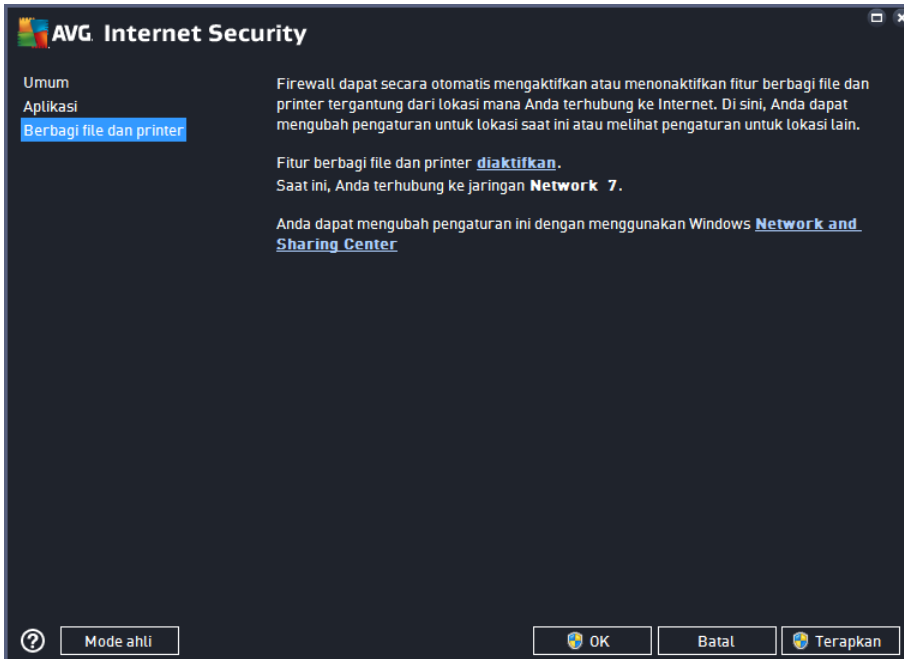 AVG Internet Security
Umum
Aplikasi
Berbagi file dan printer
Firewall dapat secara otomatis mengaktifkan atau menonaktifkan fitur berbagi file dan
printer tergantung dari lokasi mana Anda terhubung ke Internet. Di sini, Anda dapat
mengubah pengaturan untuk lokasi saat ini atau melihat pengaturan untuk lokasi lain.
Fitur berbagi file dan printer diaktifkan.
Saat ini, Anda terhubung ke jaringan Network 7.
Anda dapat mengubah pengaturan ini dengan menggunakan Windows Network and
Sharing Center
? Mode ahli OK Batal Terapkan